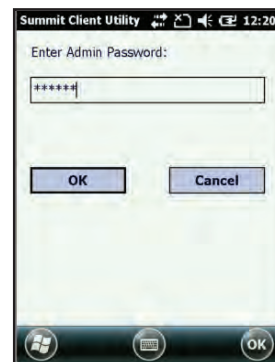 Summit Client Utility 12:20
Enter Admin Password:
******
OK Cancel
OK